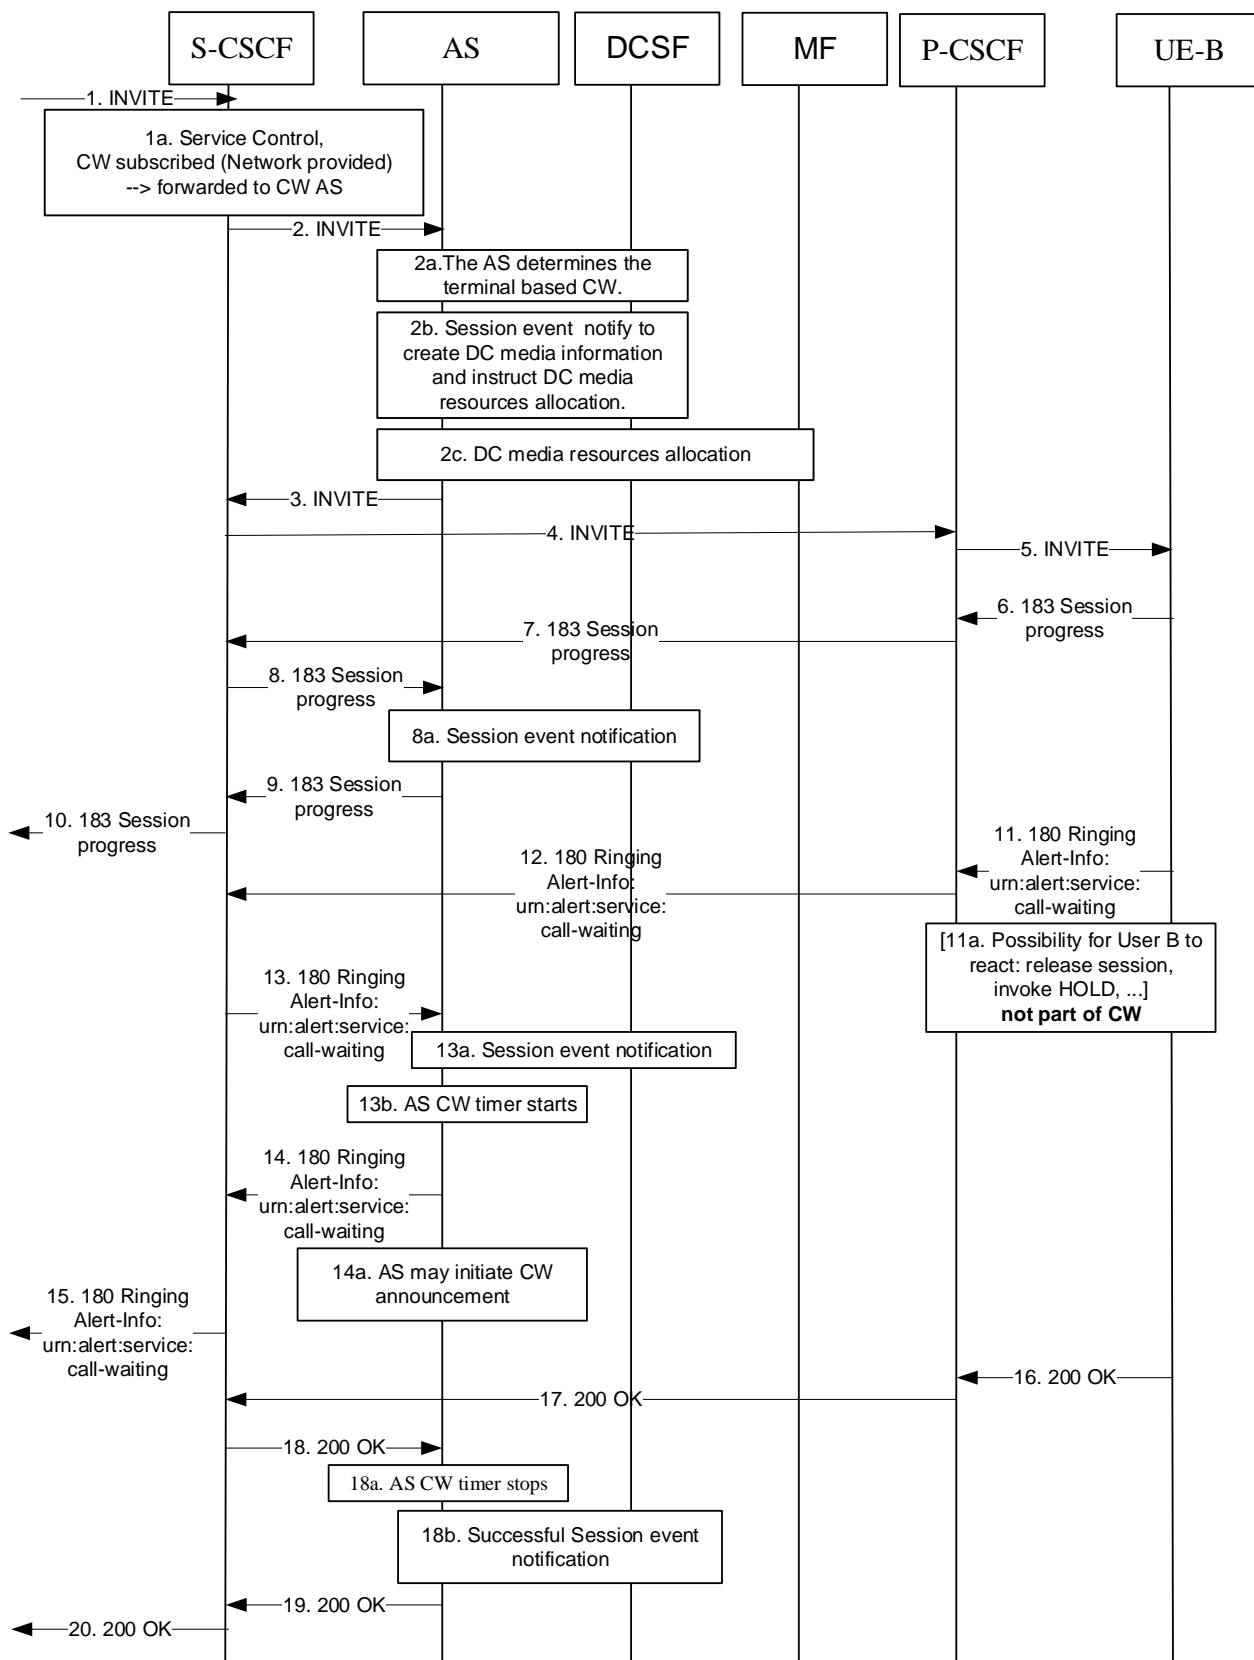 S-CSCF
AS
DCSF
MF
P-CSCF
UE-B
1. INVITE
1a. Service Control,
CW subscribed (Network provided)
--> forwarded to CW AS
2. INVITE
2a.The AS determines the
terminal based CW.
2b. Session event notify to
create DC media information
and instruct DC media
resources allocation.
2c. DC media resources allocation
3. INVITE
4. INVITE
5. INVITE
6. 183 Session
progress
7. 183 Session
progress
8. 183 Session
progress
8a. Session event notification
9. 183 Session
progress
10. 183 Session
progress
11. 180 Ringing
Alert-Info:
urn:alert:service:
call-waiting
12. 180 Ringing
Alert-Info:
urn:alert:service:
call-waiting
[11a. Possibility for User B to
react: release session,
invoke HOLD, ...]
not part of CW
13. 180 Ringing
Alert-Info:
urn:alert:service:
call-waiting
13a. Session event notification
13b. AS CW timer starts
14. 180 Ringing
Alert-Info:
urn:alert:service:
call-waiting
14a. AS may initiate CW
announcement
15. 180 Ringing
Alert-Info:
urn:alert:service:
call-waiting
16. 200 OK
17. 200 OK
18. 200 OK
18a. AS CW timer stops
18b. Successful Session event
notification
19. 200 OK
20. 200 OK